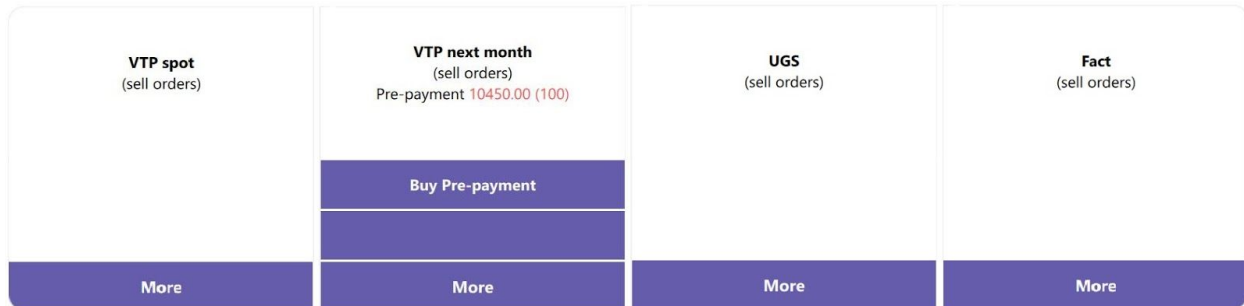 VTP spot
(sell orders)
More
VTP next month
(sell orders)
Pre-payment 10450.00 (100)
Buy Pre-payment
More
UGS
(sell orders)
More
Fact
(sell orders)
More